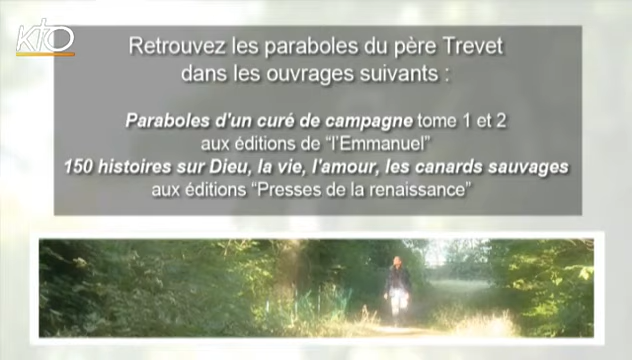 KTO
Retrouvez les paraboles du père Trevet
dans les ouvrages suivants :
Paraboles d'un curé de campagne tome 1 et 2
aux éditions de "l'Emmanuel"
150 histoires sur Dieu, la vie, l'amour, les canards sauvages
aux éditions "Presses de la renaissance"